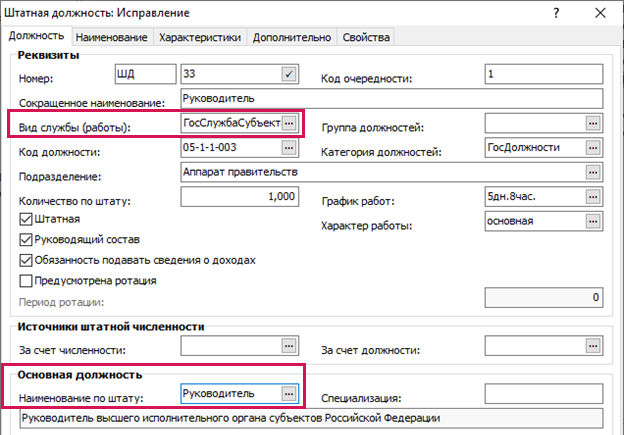 Штатная должность: Исправление
Должность Наименование Характеристики Дополнительно Свойства
Реквизиты
Номер: ШД 33 Код очередности: 1
Сокращенное наименование: Руководитель
Вид службы (работы): ГосСлужбаСубъект ... Группа должностей: ...
Код должности: 05-1-1-003 ... Категория должностей: ГосДолжности ...
Подразделение: Аппарат правительств ...
Количество по штату: 1,000 График работ: 5дн.8час. ...
Штатная Характер работы: основная ...
Руководящий состав
Обязанность подавать сведения о доходах
Предусмотрена ротация
Период ротации: 0
Источники штатной численности
За счет численности: ... За счет должности: ...
Основная должность
Наименование по штату: Руководитель ... Специализация:
Руководитель высшего исполнительного органа субъектов Российской Федерации